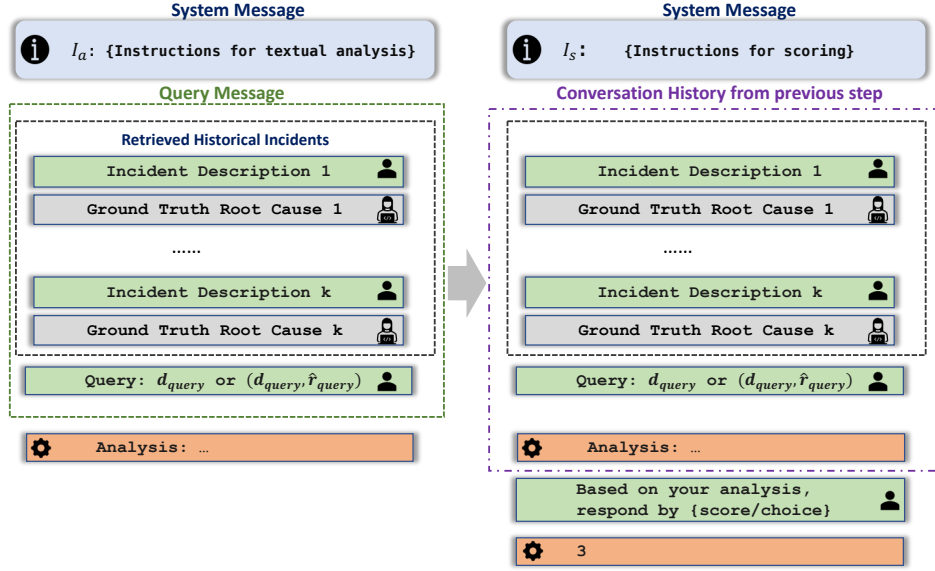 System Message
I_a: {Instructions for textual analysis}
Query Message
Retrieved Historical Incidents
Incident Description 1
Ground Truth Root Cause 1
......
Incident Description k
Ground Truth Root Cause k
Query: d_query or (d_query, r̂_query)
Analysis: …
System Message
I_s: {Instructions for scoring}
Conversation History from previous step
Incident Description 1
Ground Truth Root Cause 1
......
Incident Description k
Ground Truth Root Cause k
Query: d_query or (d_query, r̂_query)
Analysis: …
Based on your analysis,
respond by {score/choice}
3